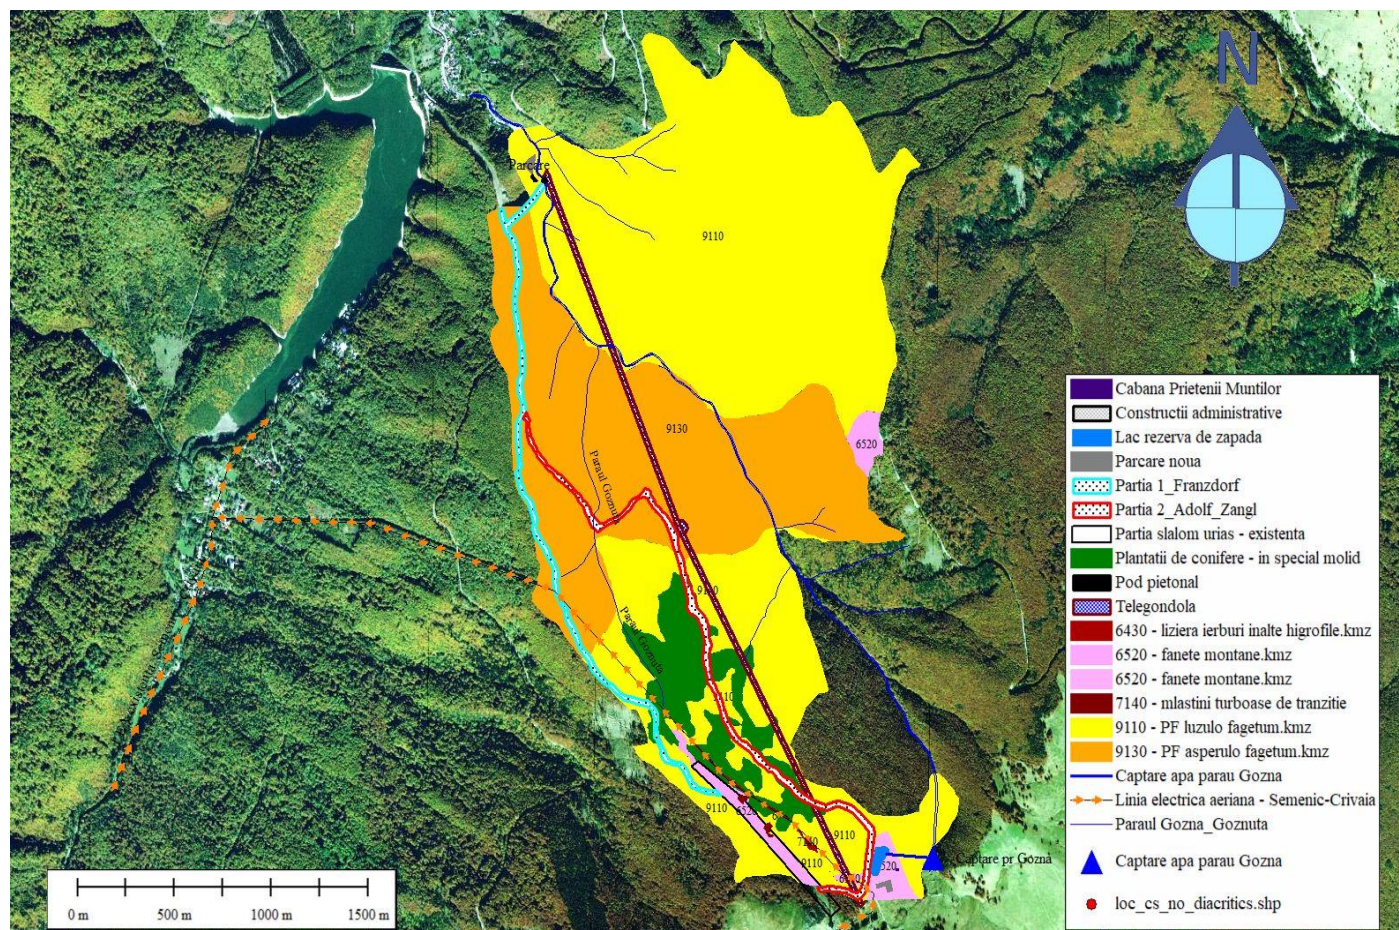 N
Parcare
9110
9130
6520
Paraul Goznuta
Paraul Goznuta
9110
6520
9110
7140
9110
9110
Captare pr Gozna
Cabana Prietenii Muntilor
Constructii administrative
Lac rezerva de zapada
Parcare noua
Partia 1_Franzdorf
Partia 2_Adolf_Zangl
Partia slalom urias - existenta
Plantatii de conifere - in special molid
Pod pietonal
Telegondola
6430 - liziera ierburi inalte higrofile.kmz
6520 - fanete montane.kmz
6520 - fanete montane.kmz
7140 - mlastini turboase de tranzitie
9110 - PF luzulo fagetum.kmz
9130 - PF asperulo fagetum.kmz
Captare apa parau Gozna
Linia electrica aeriana - Semenic-Crivaia
Paraul Gozna_Goznuta
Captare apa parau Gozna
loc_cs_no_diacritics.shp
0 m 500 m 1000 m 1500 m